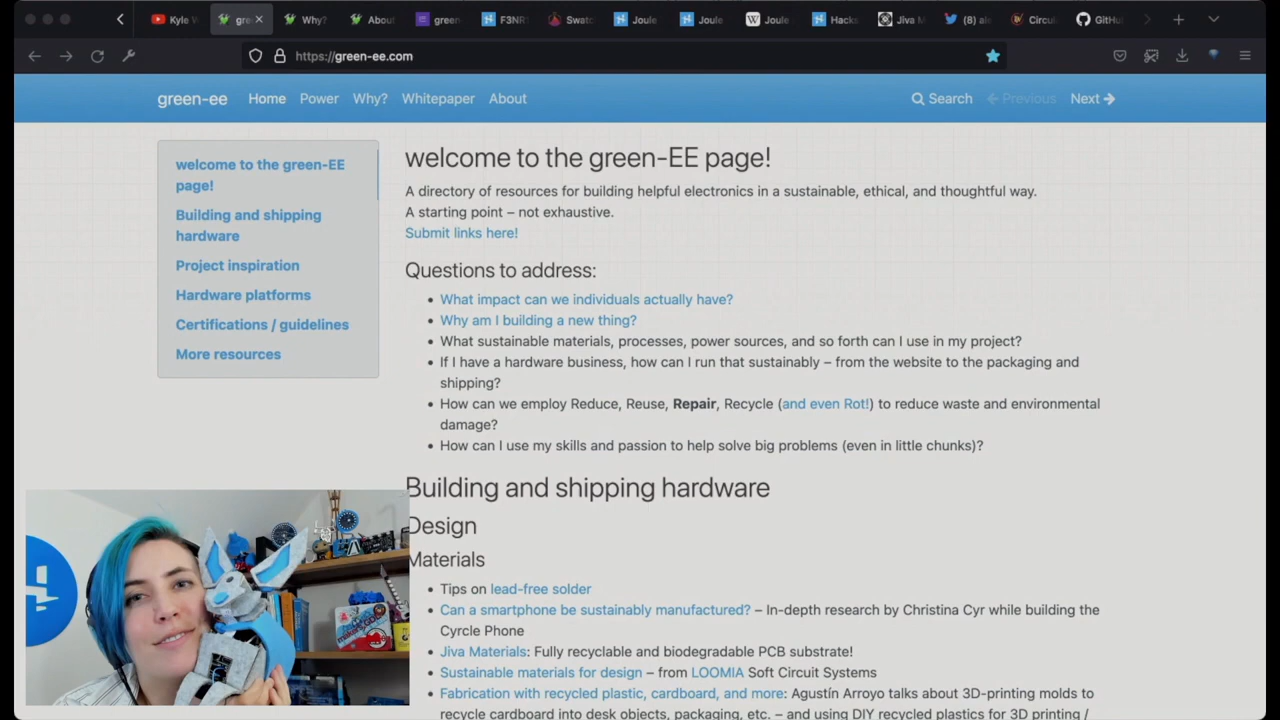 Kyle
gre
Why?
About
green
F3NR
Swatc
Joule
Joule
Joule
Hacks
Jiva M
(8) ale
Circui
GitHu
https://green-ee.com
green-ee Home Power Why? Whitepaper About Search Previous Next
welcome to the green-EE
page!
Building and shipping
hardware
Project inspiration
Hardware platforms
Certifications / guidelines
More resources
welcome to the green-EE page!
A directory of resources for building helpful electronics in a sustainable, ethical, and thoughtful way.
A starting point – not exhaustive.
Submit links here!
Questions to address:
What impact can we individuals actually have?
Why am I building a new thing?
What sustainable materials, processes, power sources, and so forth can I use in my project?
If I have a hardware business, how can I run that sustainably – from the website to the packaging and
shipping?
How can we employ Reduce, Reuse, Repair, Recycle (and even Rot!) to reduce waste and environmental
damage?
How can I use my skills and passion to help solve big problems (even in little chunks)?
Building and shipping hardware
Design
Materials
Tips on lead-free solder
Can a smartphone be sustainably manufactured? – In-depth research by Christina Cyr while building the
Cyrcle Phone
Jiva Materials: Fully recyclable and biodegradable PCB substrate!
Sustainable materials for design – from LOOMIA Soft Circuit Systems
Fabrication with recycled plastic, cardboard, and more: Agustín Arroyo talks about 3D-printing molds to
recycle cardboard into desk objects, packaging, etc. – and using DIY recycled plastics for 3D printing /